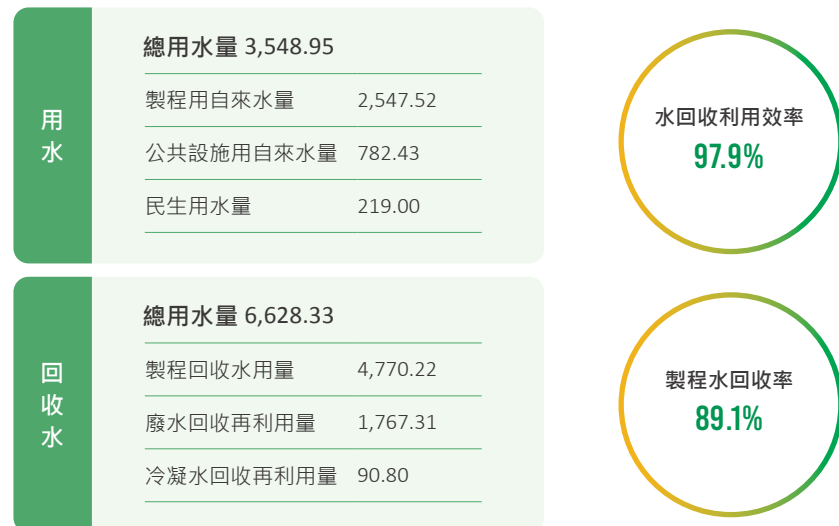 用水
總用水量 3,548.95
製程用自來水量 2,547.52
公共設施用自來水量 782.43
民生用水量 219.00
水回收利用效率
97.9%
回收水
總用水量 6,628.33
製程回收水用量 4,770.22
廢水回收再利用量 1,767.31
冷凝水回收再利用量 90.80
製程水回收率
89.1%